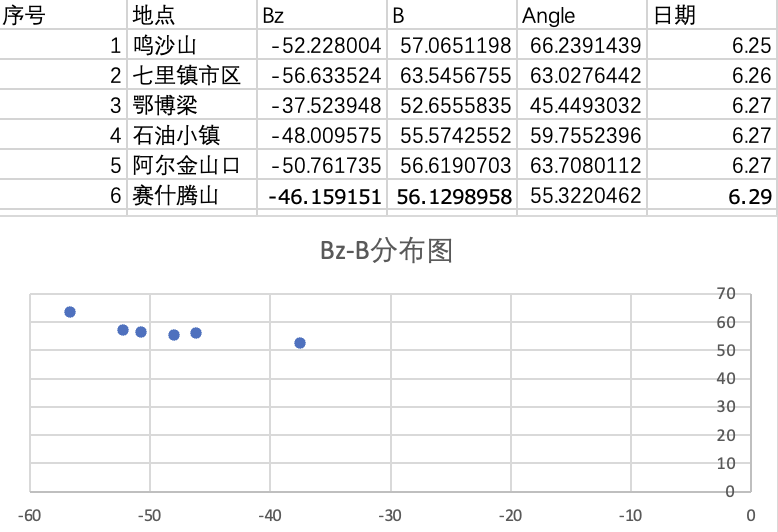 序号 地点 Bz B Angle 日期
1 鸣沙山 -52.228004 57.0651198 66.2391439 6.25
2 七里镇市区 -56.633524 63.5456755 63.0276442 6.26
3 鄂博梁 -37.523948 52.6555835 45.4493032 6.27
4 石油小镇 -48.009575 55.5742552 59.7552396 6.27
5 阿尔金山口 -50.761735 56.6190703 63.7080112 6.27
6 赛什腾山 -46.159151 56.1298958 55.3220462 6.29
Bz-B分布图
70
60
50
40
30
20
10
0
-60 -50 -40 -30 -20 -10 0